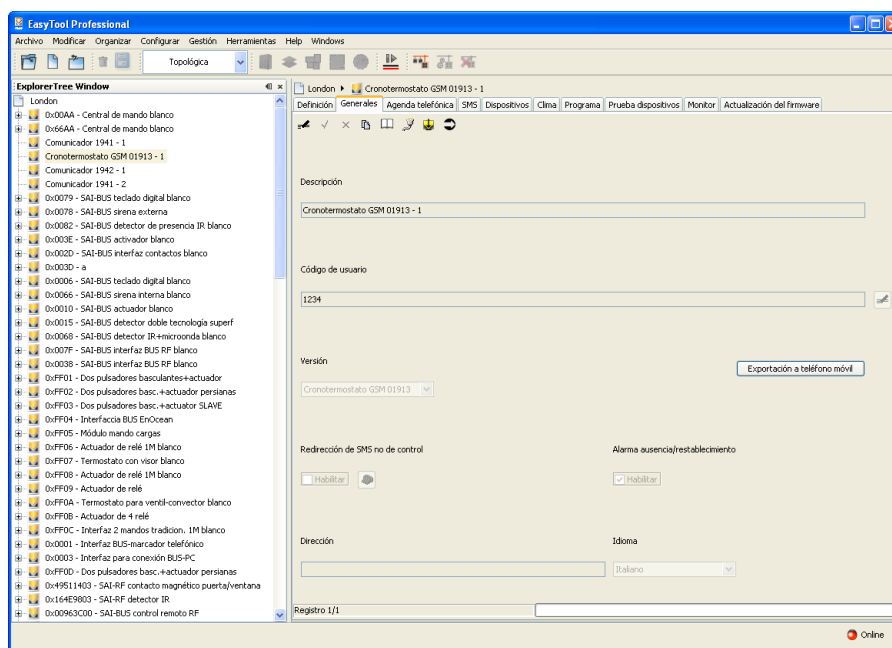 EasyTool Professional
Archivo Modificar Organizar Configurar Gestión Herramientas Help Windows
Topológica
ExplorerTree Window
London
0x00AA - Central de mando blanco
0x66AA - Central de mando blanco
Comunicador 1941 - 1
Cronotermostato GSM 01913 - 1
Comunicador 1942 - 1
Comunicador 1941 - 2
0x0079 - SAI-BUS teclado digital blanco
0x0078 - SAI-BUS sirena externa
0x0082 - SAI-BUS detector de presencia IR blanco
0x003E - SAI-BUS activador blanco
0x002D - SAI-BUS interfaz contactos blanco
0x003D - a
0x0006 - SAI-BUS teclado digital blanco
0x0066 - SAI-BUS sirena interna blanco
0x0010 - SAI-BUS actuador blanco
0x0015 - SAI-BUS detector doble tecnología superf
0x0068 - SAI-BUS detector IR+microonda blanco
0x007F - SAI-BUS interfaz BUS RF blanco
0x0038 - SAI-BUS interfaz BUS RF blanco
0xFF01 - Dos pulsadores basculantes+actuador
0xFF02 - Dos pulsadores basc.+actuador persianas
0xFF03 - Dos pulsadores basc.+actuator SLAVE
0xFF04 - Interfaccia BUS EnOcean
0xFF05 - Módulo mando cargas
0xFF06 - Actuador de relé 1M blanco
0xFF07 - Termostato con visor blanco
0xFF08 - Actuador de relé 1M blanco
0xFF09 - Actuador de relé
0xFF0A - Termostato para ventil-convector blanco
0xFF0B - Actuador de 4 relé
0xFF0C - Interfaz 2 mandos tradicion. 1M blanco
0x0001 - Interfaz BUS-marcador telefónico
0x0003 - Interfaz para conexión BUS-PC
0xFF0D - Dos pulsadores basc.+actuador persianas
0x49511403 - SAI-RF contacto magnético puerta/ventana
0x164E9803 - SAI-RF detector IR
0x00963C00 - SAI-BUS control remoto RF
London Cronotermostato GSM 01913 - 1
Definición Generales Agenda telefónica SMS Dispositivos Clima Programa Prueba dispositivos Monitor Actualización del firmware
Descripción
Cronotermostato GSM 01913 - 1
Código de usuario
1234
Versión
Exportación a teléfono móvil
Cronotermostato GSM 01913
Redirección de SMS no de control Alarma ausencia/restablecimiento
Habilitar Habilitar
Dirección Idioma
Italiano
Registro 1/1
Online